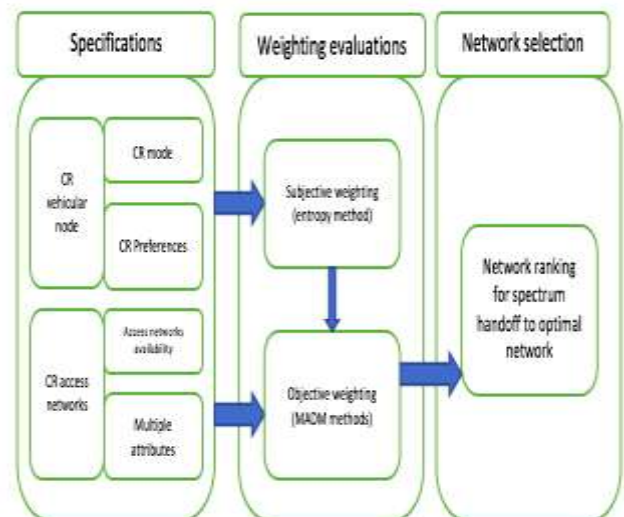 Specifications
Weighting evaluations
Network selection
CR
vehicular
node
CR mode
CR Preferences
CR access
networks
Access networks
availability
Multiple
attributes
Subjective weighting
(entropy method)
Objective weighting
(MADM methods)
Network ranking
for spectrum
handoff to optimal
network